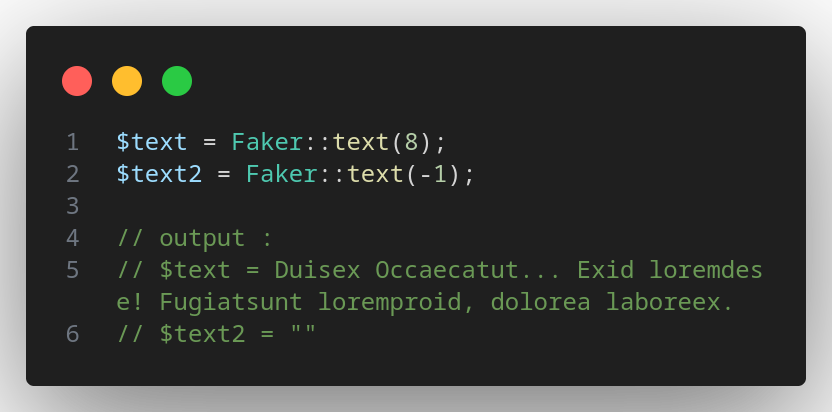 1 $text = Faker::text(8);
2 $text2 = Faker::text(-1);
3
4 // output :
5 // $text = Duisex Occaecatut... Exid loremdes
e! Fugiatsunt loremproid, dolorea laboreex.
6 // $text2 = ""